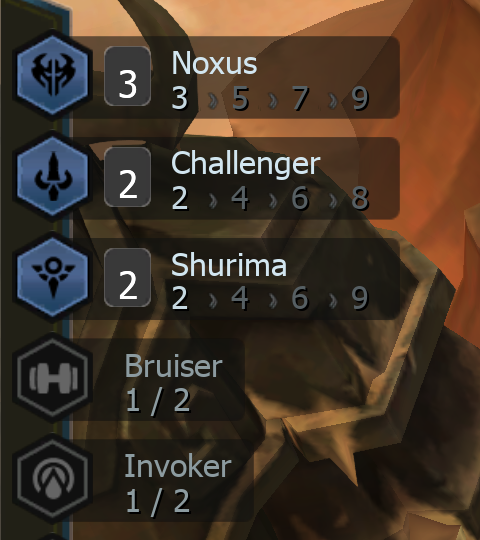 3 Noxus
3 › 5 › 7 › 9
2 Challenger
2 › 4 › 6 › 8
2 Shurima
2 › 4 › 6 › 9
Bruiser
1 / 2
Invoker
1 / 2